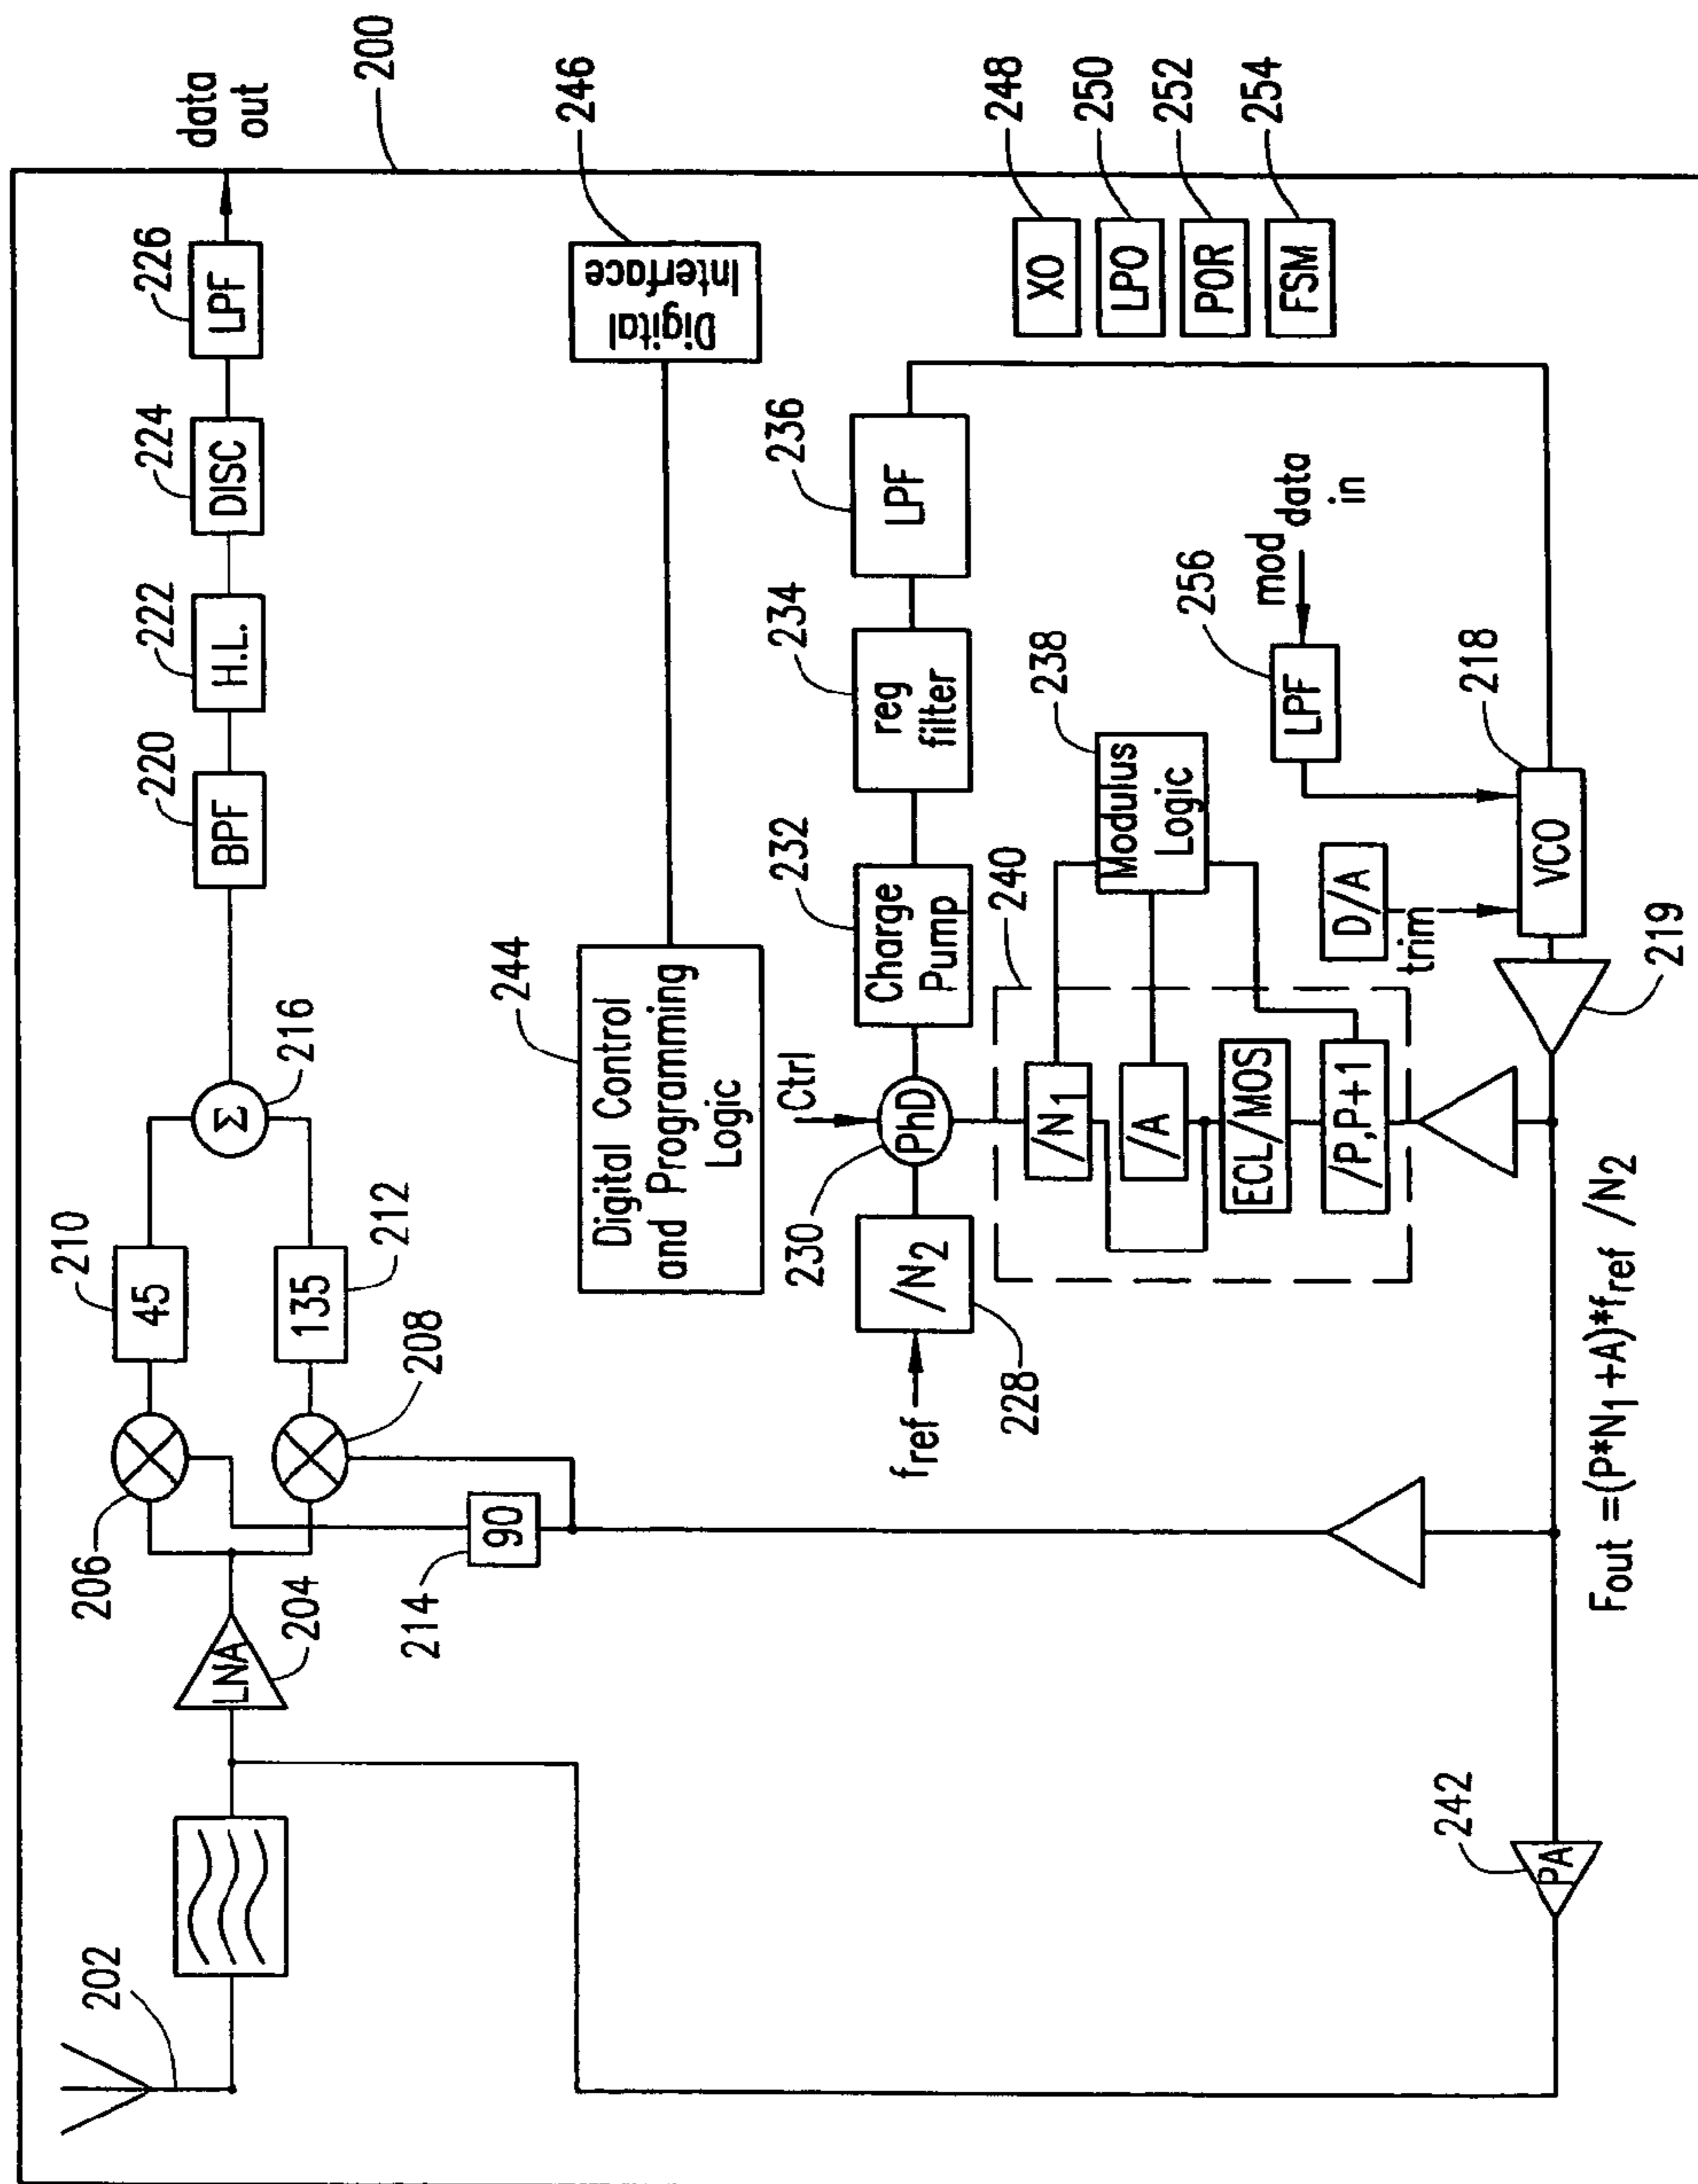 202
LNA
204
206
208
210
45
212
135
214
90
216
Σ
220
BPF
222
H.L.
224
DISC
226
LPF
data
out
200
244
Digital Control
and Programming
Logic
Digital
Interface
246
XO
248
LPO
250
POR
252
FSM
254
fref
/N2
228
230
PhD
Ctrl
232
Charge
Pump
234
reg
filter
236
LPF
240
/N1
/A
ECL/MOS
/P,P+1
238
Modulus
Logic
256
LPF
mod data
in
D/A
trim
VCO
218
219
242
PA
Fout =(P*N1+A)*fref /N2